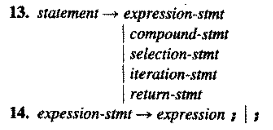 13. statement → expression-stmt
| compound-stmt
| selection-stmt
| iteration-stmt
| return-stmt
14. expession-stmt → expression ; | ;